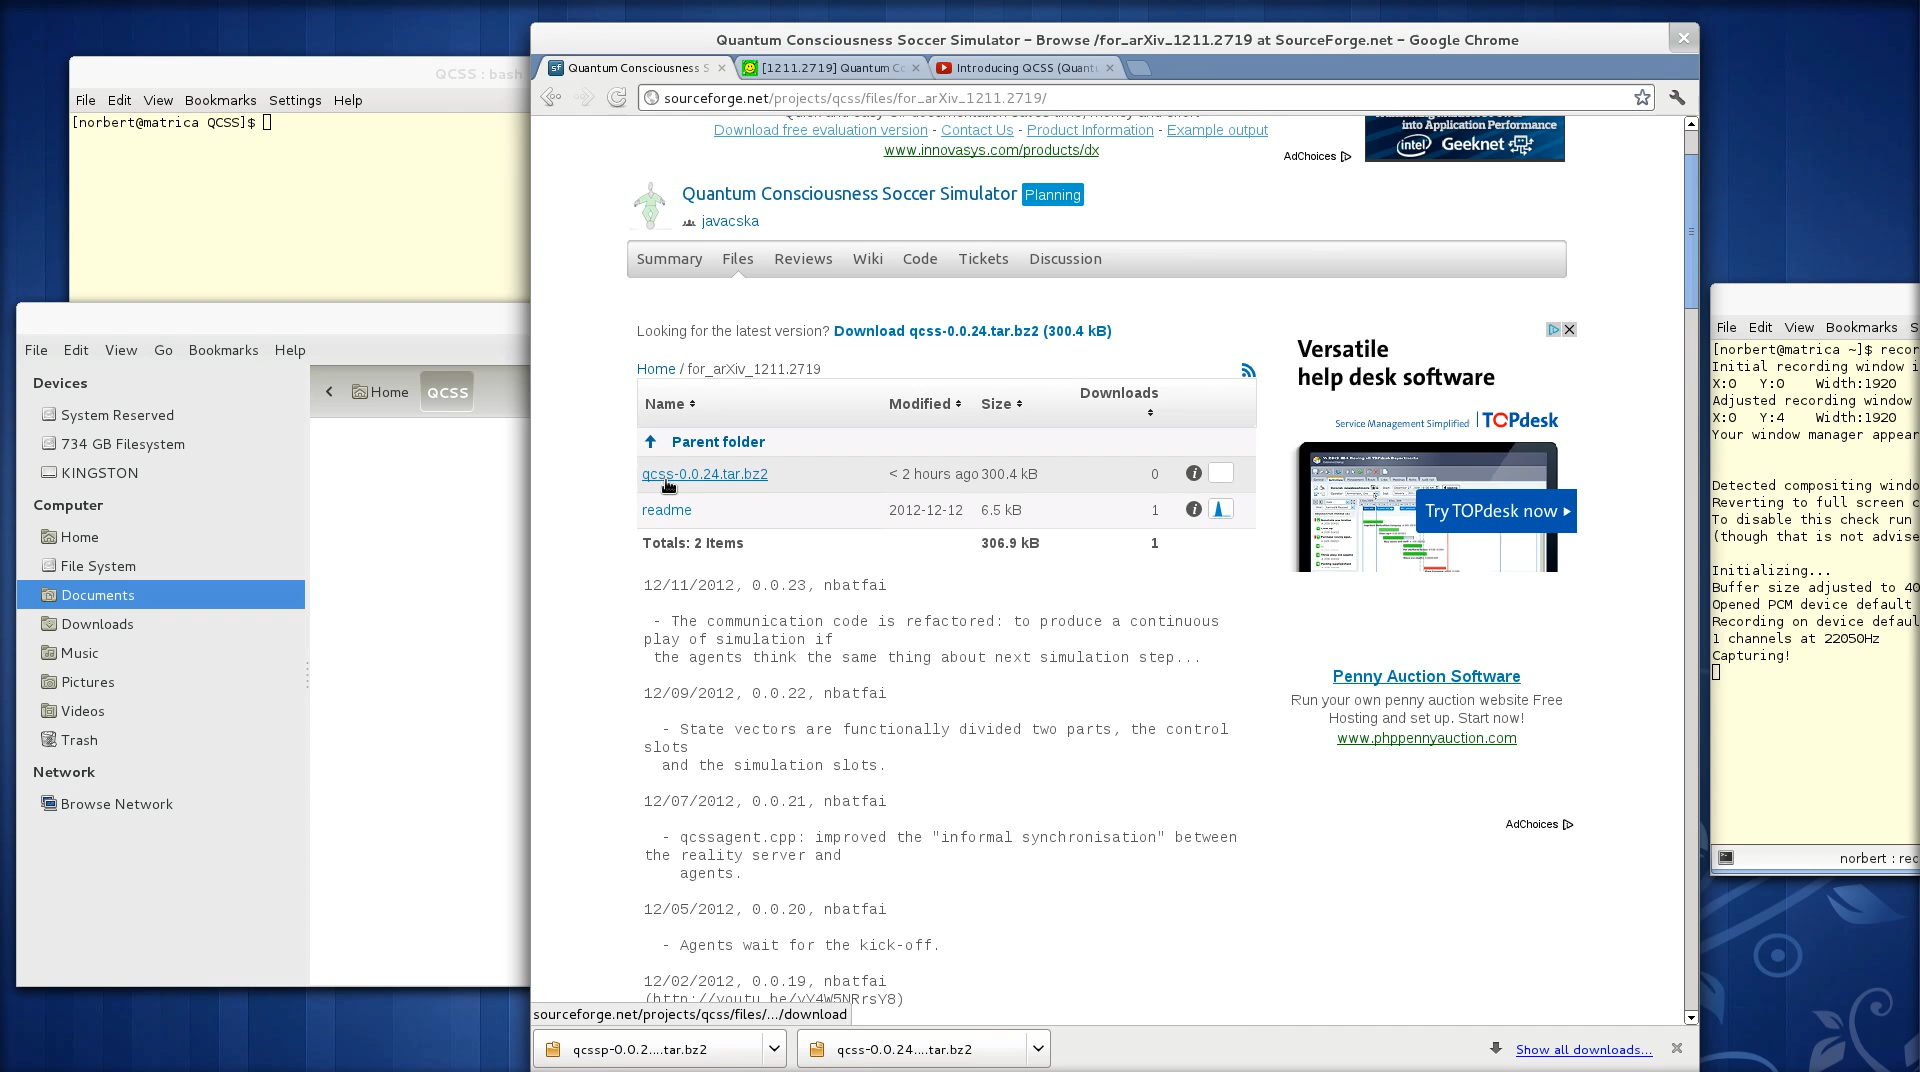 QCSS : bash
File Edit View Bookmarks Settings Help
[norbert@matrica QCSS]$
File Edit View Go Bookmarks Help
Devices
System Reserved
734 GB Filesystem
KINGSTON
Computer
Home
File System
Documents
Downloads
Music
Pictures
Videos
Trash
Network
Browse Network
Home QCSS
Quantum Consciousness Soccer Simulator – Browse /for_arXiv_1211.2719 at SourceForge.net – Google Chrome
Quantum Consciousness S
[1211.2719] Quantum Co
Introducing QCSS (Quant
sourceforge.net/projects/qcss/files/for_arXiv_1211.2719/
Download free evaluation version - Contact Us - Product Information - Example output
www.innovasys.com/products/dx
AdChoices
into Application Performance
intel Geeknet
Quantum Consciousness Soccer Simulator Planning
javacska
Summary Files Reviews Wiki Code Tickets Discussion
Looking for the latest version? Download qcss-0.0.24.tar.bz2 (300.4 kB)
Home / for_arXiv_1211.2719
Name Modified Size Downloads
Parent folder
qcss-0.0.24.tar.bz2 < 2 hours ago 300.4 kB 0
readme 2012-12-12 6.5 kB 1
Totals: 2 Items 306.9 kB 1
12/11/2012, 0.0.23, nbatfai
- The communication code is refactored: to produce a continuous
play of simulation if
the agents think the same thing about next simulation step...
12/09/2012, 0.0.22, nbatfai
- State vectors are functionally divided two parts, the control
slots
and the simulation slots.
12/07/2012, 0.0.21, nbatfai
- qcssagent.cpp: improved the "informal synchronisation" between
the reality server and
agents.
12/05/2012, 0.0.20, nbatfai
- Agents wait for the kick-off.
12/02/2012, 0.0.19, nbatfai
(http://youtu.be/vY4W5NRrsY8)
sourceforge.net/projects/qcss/files/.../download
Versatile
help desk software
Service Management Simplified TOPdesk
Try TOPdesk now
Penny Auction Software
Run your own penny auction website Free
Hosting and set up. Start now!
www.phppennyauction.com
AdChoices
qcssp-0.0.2....tar.bz2
qcss-0.0.24....tar.bz2
Show all downloads...
File Edit View Bookmarks S
[norbert@matrica ~]$ recor
Initial recording window i
X:0 Y:0 Width:1920
Adjusted recording window
X:0 Y:4 Width:1920
Your window manager appear
Detected compositing windo
Reverting to full screen c
To disable this check run
(though that is not advise
Initializing...
Buffer size adjusted to 40
Opened PCM device default
Recording on device defaul
1 channels at 22050Hz
Capturing!
norbert : rec